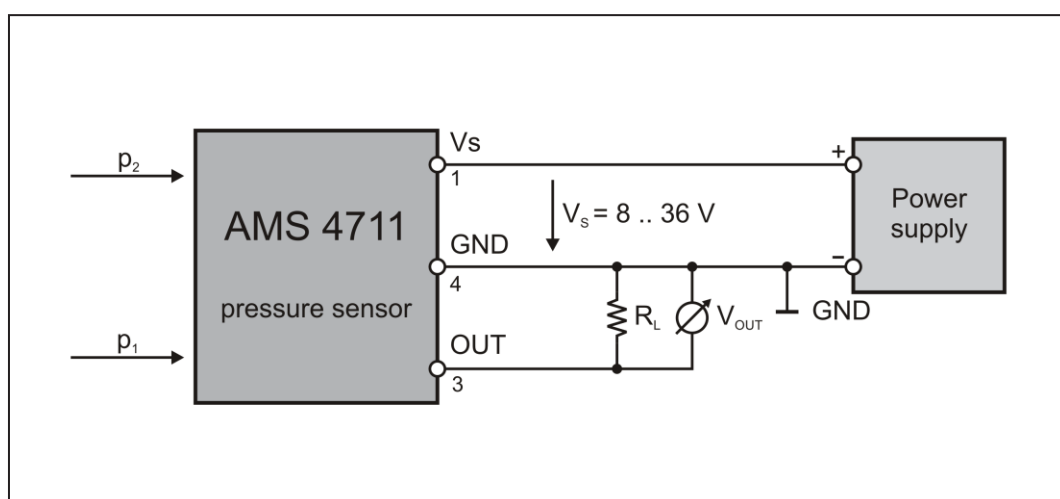 p2
p1
AMS 4711
pressure sensor
Vs
1
VS = 8 .. 36 V
GND
4
OUT
3
RL
VOUT
GND
+
−
Power
supply